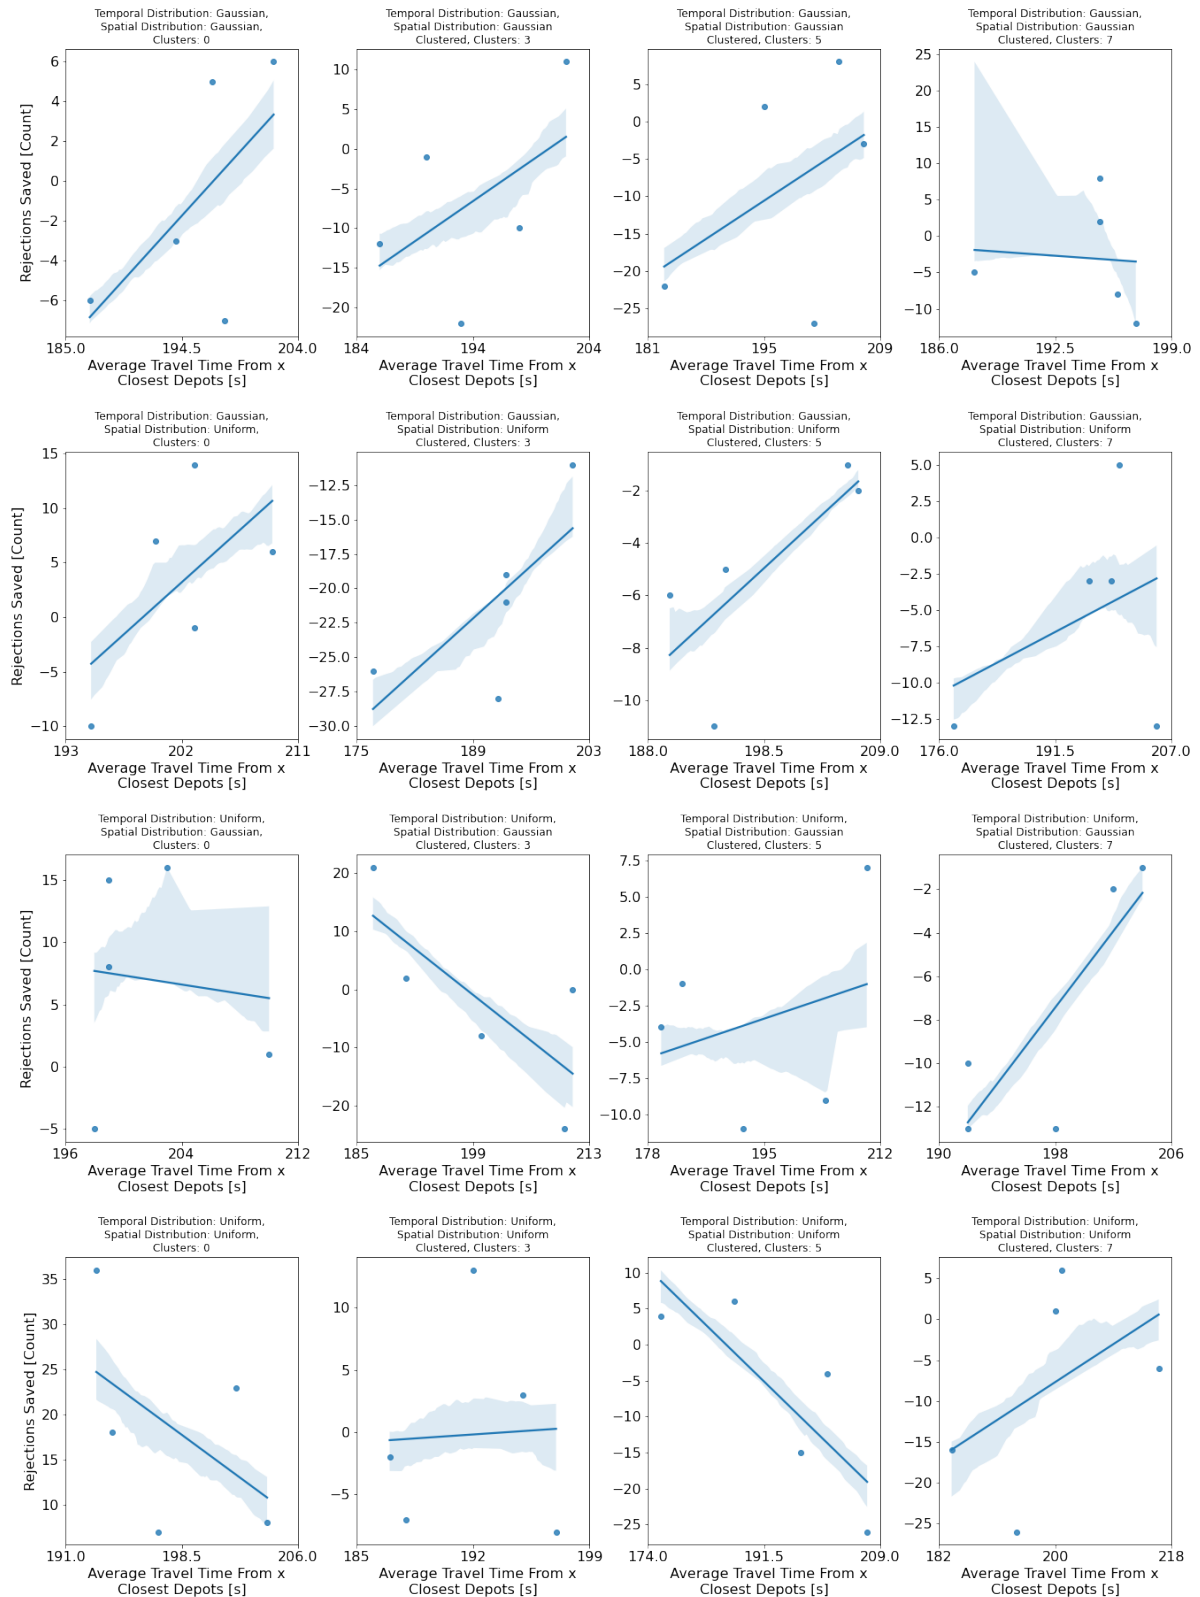 Temporal Distribution: Gaussian,
Spatial Distribution: Gaussian,
Clusters: 0
6
4
2
0
−2
−4
−6
Rejections Saved [Count]
185.0 194.5 204.0
Average Travel Time From x
Closest Depots [s]
Temporal Distribution: Gaussian,
Spatial Distribution: Gaussian
Clustered, Clusters: 3
10
5
0
−5
−10
−15
−20
184 194 204
Average Travel Time From x
Closest Depots [s]
Temporal Distribution: Gaussian,
Spatial Distribution: Gaussian
Clustered, Clusters: 5
5
0
−5
−10
−15
−20
−25
181 195 209
Average Travel Time From x
Closest Depots [s]
Temporal Distribution: Gaussian,
Spatial Distribution: Gaussian
Clustered, Clusters: 7
25
20
15
10
5
0
−5
−10
186.0 192.5 199.0
Average Travel Time From x
Closest Depots [s]
Temporal Distribution: Gaussian,
Spatial Distribution: Uniform,
Clusters: 0
15
10
5
0
−5
−10
Rejections Saved [Count]
193 202 211
Average Travel Time From x
Closest Depots [s]
Temporal Distribution: Gaussian,
Spatial Distribution: Uniform
Clustered, Clusters: 3
−12.5
−15.0
−17.5
−20.0
−22.5
−25.0
−27.5
−30.0
175 189 203
Average Travel Time From x
Closest Depots [s]
Temporal Distribution: Gaussian,
Spatial Distribution: Uniform
Clustered, Clusters: 5
−2
−4
−6
−8
−10
188.0 198.5 209.0
Average Travel Time From x
Closest Depots [s]
Temporal Distribution: Gaussian,
Spatial Distribution: Uniform
Clustered, Clusters: 7
5.0
2.5
0.0
−2.5
−5.0
−7.5
−10.0
−12.5
176.0 191.5 207.0
Average Travel Time From x
Closest Depots [s]
Temporal Distribution: Uniform,
Spatial Distribution: Gaussian,
Clusters: 0
15
10
5
0
−5
Rejections Saved [Count]
196 204 212
Average Travel Time From x
Closest Depots [s]
Temporal Distribution: Uniform,
Spatial Distribution: Gaussian
Clustered, Clusters: 3
20
10
0
−10
−20
185 199 213
Average Travel Time From x
Closest Depots [s]
Temporal Distribution: Uniform,
Spatial Distribution: Gaussian
Clustered, Clusters: 5
7.5
5.0
2.5
0.0
−2.5
−5.0
−7.5
−10.0
178 195 212
Average Travel Time From x
Closest Depots [s]
Temporal Distribution: Uniform,
Spatial Distribution: Gaussian
Clustered, Clusters: 7
−2
−4
−6
−8
−10
−12
190 198 206
Average Travel Time From x
Closest Depots [s]
Temporal Distribution: Uniform,
Spatial Distribution: Uniform,
Clusters: 0
35
30
25
20
15
10
Rejections Saved [Count]
191.0 198.5 206.0
Average Travel Time From x
Closest Depots [s]
Temporal Distribution: Uniform,
Spatial Distribution: Uniform
Clustered, Clusters: 3
10
5
0
−5
185 192 199
Average Travel Time From x
Closest Depots [s]
Temporal Distribution: Uniform,
Spatial Distribution: Uniform
Clustered, Clusters: 5
10
5
0
−5
−10
−15
−20
−25
174.0 191.5 209.0
Average Travel Time From x
Closest Depots [s]
Temporal Distribution: Uniform,
Spatial Distribution: Uniform
Clustered, Clusters: 7
5
0
−5
−10
−15
−20
−25
182 200 218
Average Travel Time From x
Closest Depots [s]